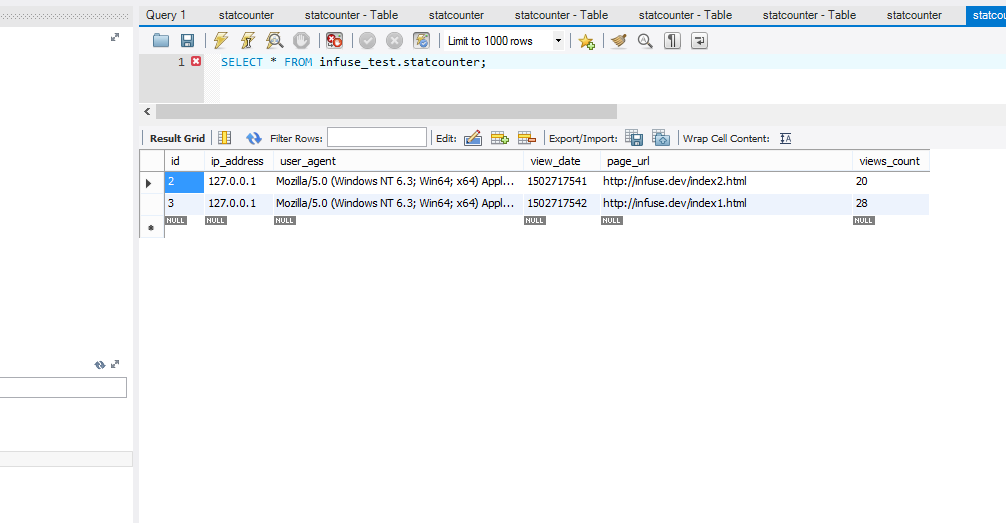 Query 1 statcounter statcounter - Table statcounter statcounter - Table statcounter - Table statcounter - Table statcounter statcou
Limit to 1000 rows
1 SELECT * FROM infuse_test.statcounter;
Result Grid Filter Rows: Edit: Export/Import: Wrap Cell Content: IA
id ip_address user_agent view_date page_url views_count
2 127.0.0.1 Mozilla/5.0 (Windows NT 6.3; Win64; x64) Appl... 1502717541 http://infuse.dev/index2.html 20
3 127.0.0.1 Mozilla/5.0 (Windows NT 6.3; Win64; x64) Appl... 1502717542 http://infuse.dev/index1.html 28
NULL NULL NULL NULL NULL NULL